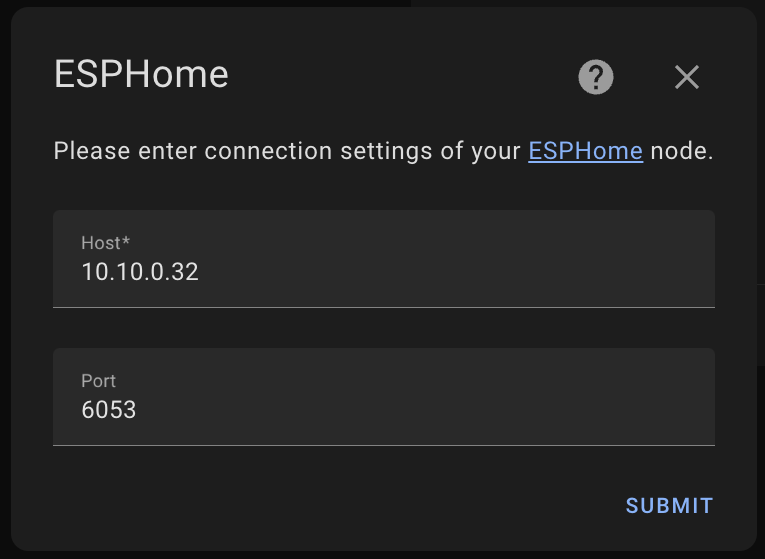 ESPHome
Please enter connection settings of your ESPHome node.
Host*
10.10.0.32
Port
6053
SUBMIT